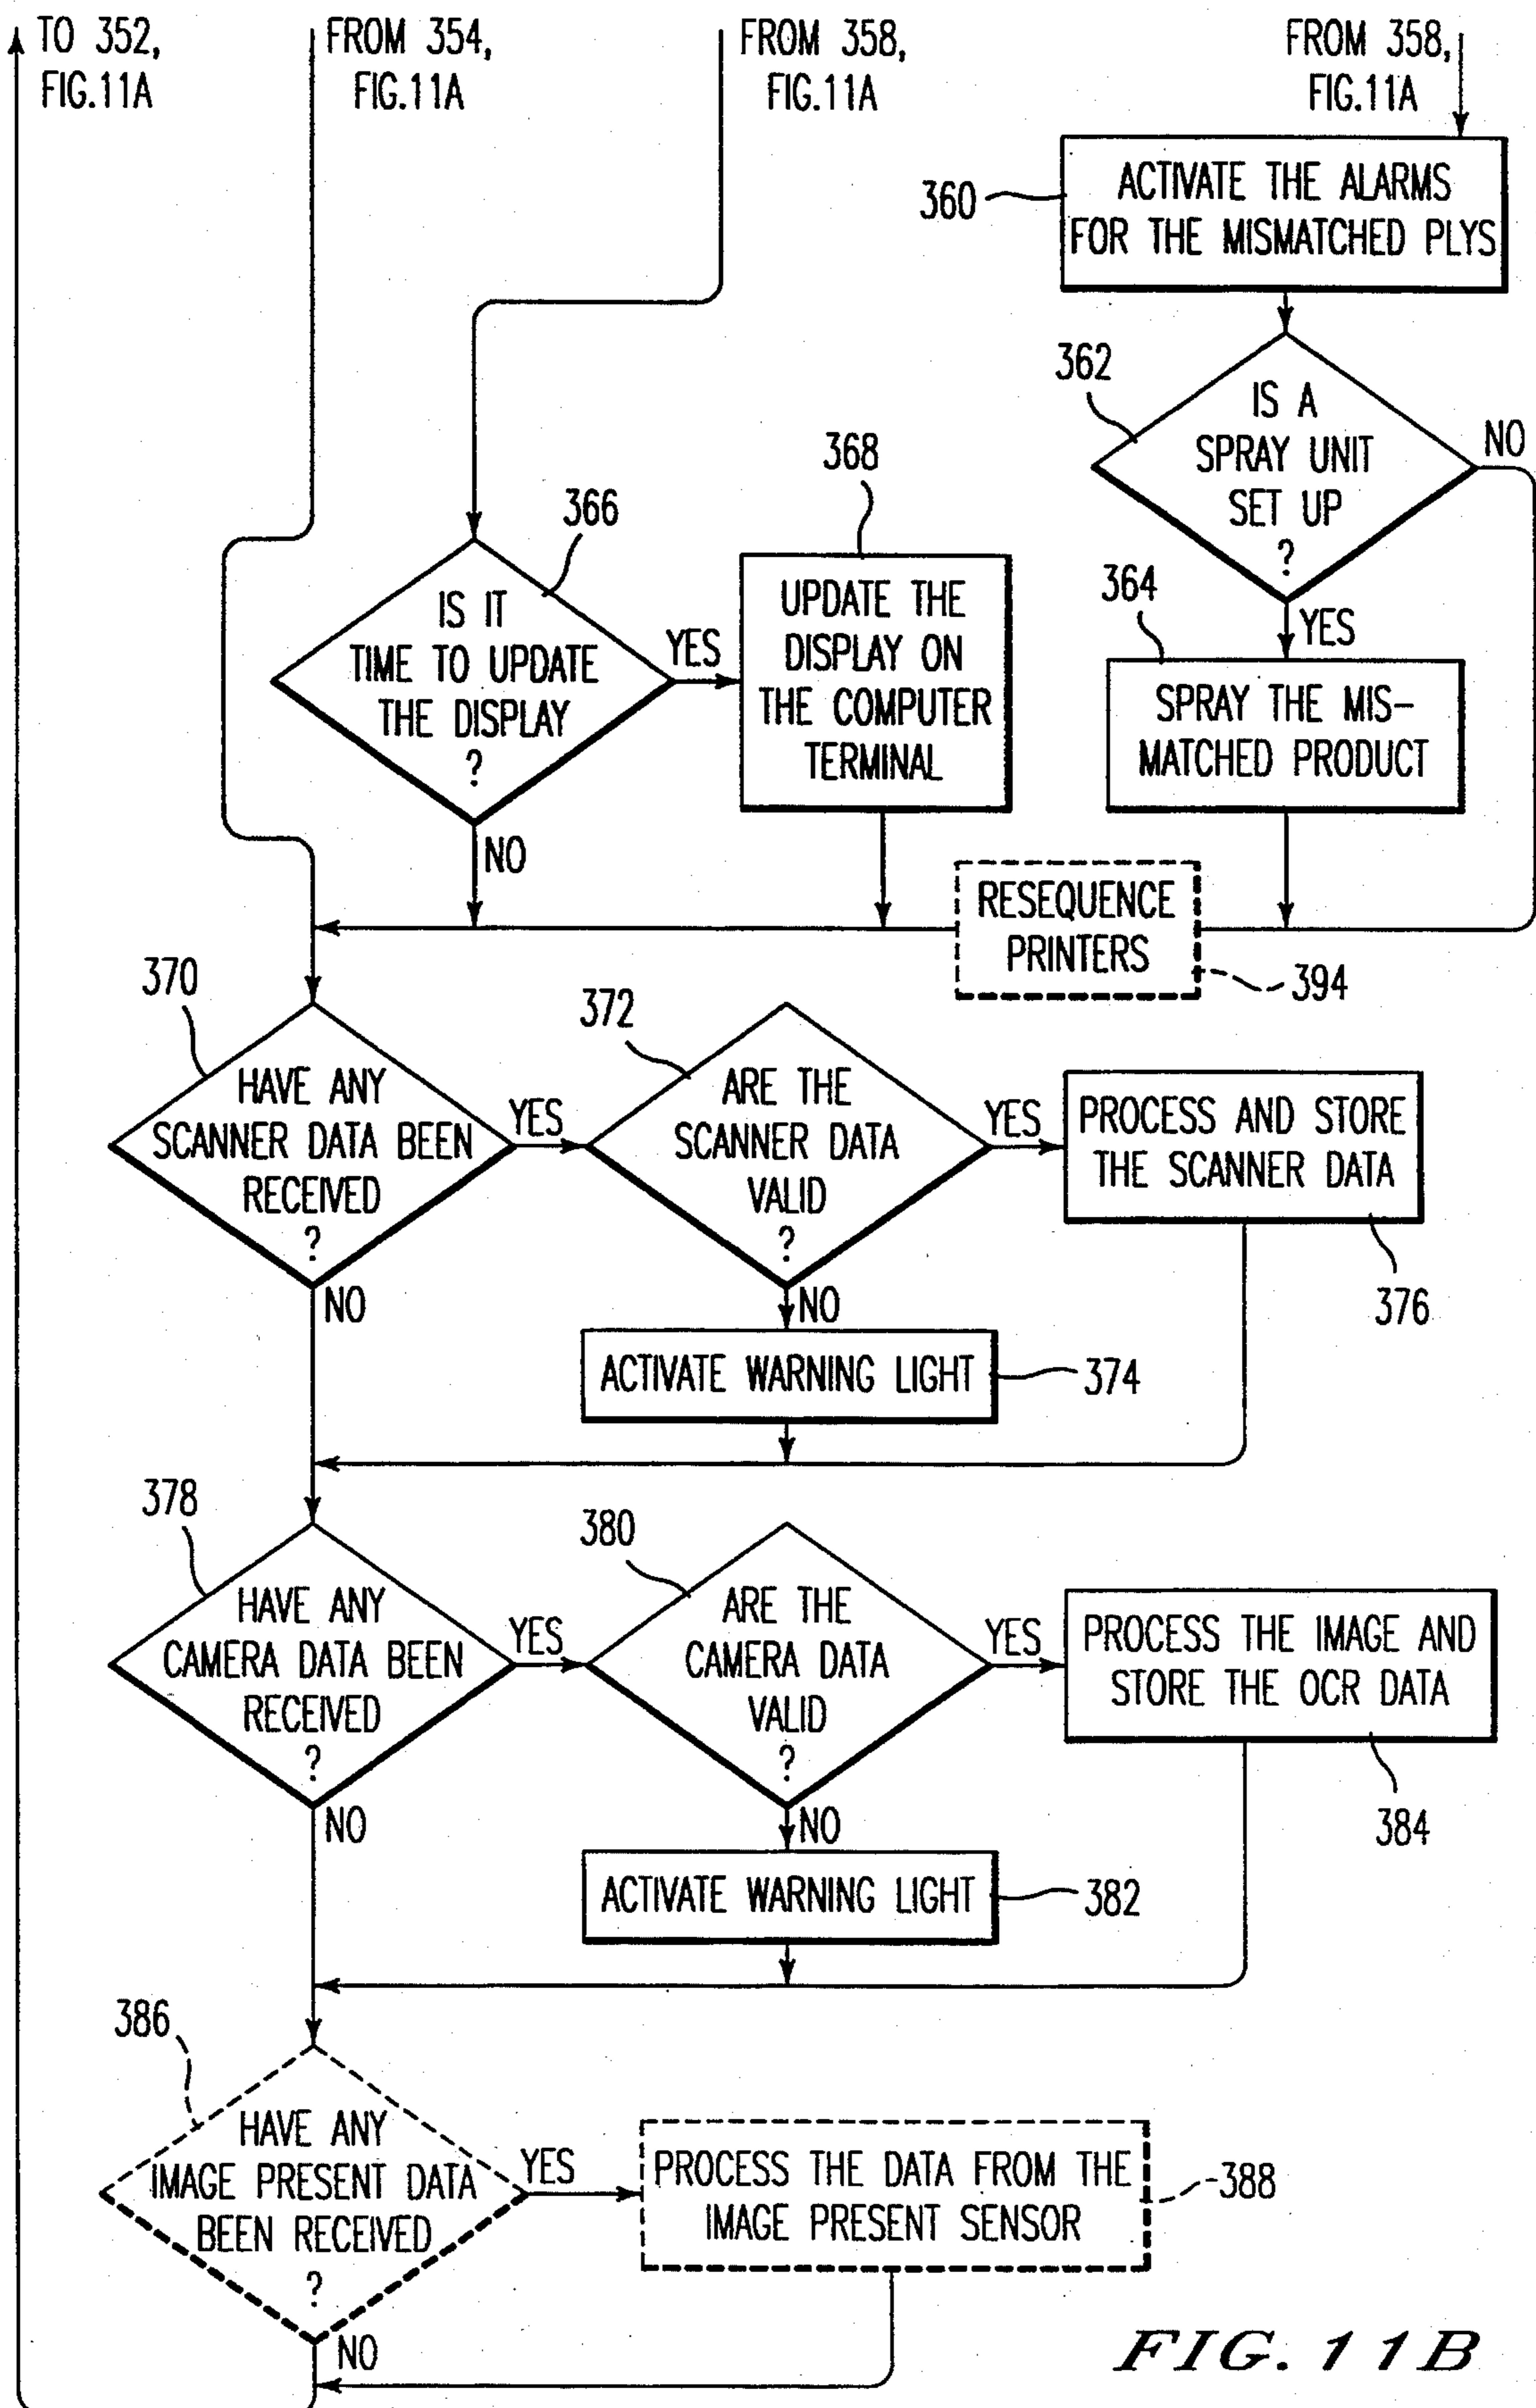 TO 352,
FIG.11A
FROM 354,
FIG.11A
FROM 358,
FIG.11A
FROM 358,
FIG.11A
360
ACTIVATE THE ALARMS
FOR THE MISMATCHED PLYS
362
IS A
SPRAY UNIT
SET UP
?
NO
YES
364
SPRAY THE MIS-
MATCHED PRODUCT
366
IS IT
TIME TO UPDATE
THE DISPLAY
?
YES
NO
368
UPDATE THE
DISPLAY ON
THE COMPUTER
TERMINAL
RESEQUENCE
PRINTERS
394
370
HAVE ANY
SCANNER DATA BEEN
RECEIVED
?
YES
NO
372
ARE THE
SCANNER DATA
VALID
?
YES
NO
PROCESS AND STORE
THE SCANNER DATA
376
ACTIVATE WARNING LIGHT
374
378
HAVE ANY
CAMERA DATA BEEN
RECEIVED
?
YES
NO
380
ARE THE
CAMERA DATA
VALID
?
YES
NO
PROCESS THE IMAGE AND
STORE THE OCR DATA
384
ACTIVATE WARNING LIGHT
382
386
HAVE ANY
IMAGE PRESENT DATA
BEEN RECEIVED
?
YES
NO
PROCESS THE DATA FROM THE
IMAGE PRESENT SENSOR
388
FIG. 11B